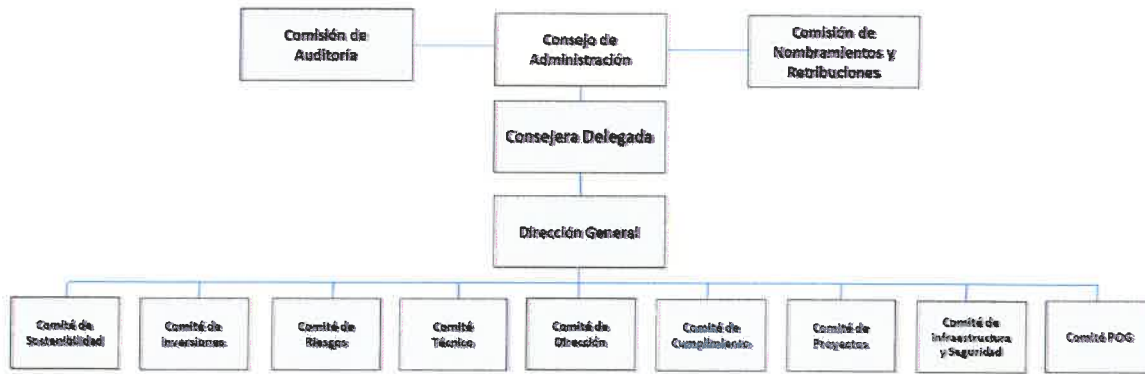 Comisión de
Auditoría
Consejo de
Administración
Comisión de
Nombramientos y
Retribuciones
Consejera Delegada
Dirección General
Comité de
Sostenibilidad
Comité de
Inversiones
Comité de
Riesgos
Comité
Técnico
Comité de
Dirección
Comité de
Cumplimiento
Comité de
Proyectos
Comité de
Infraestructura
y Seguridad
Comité POG